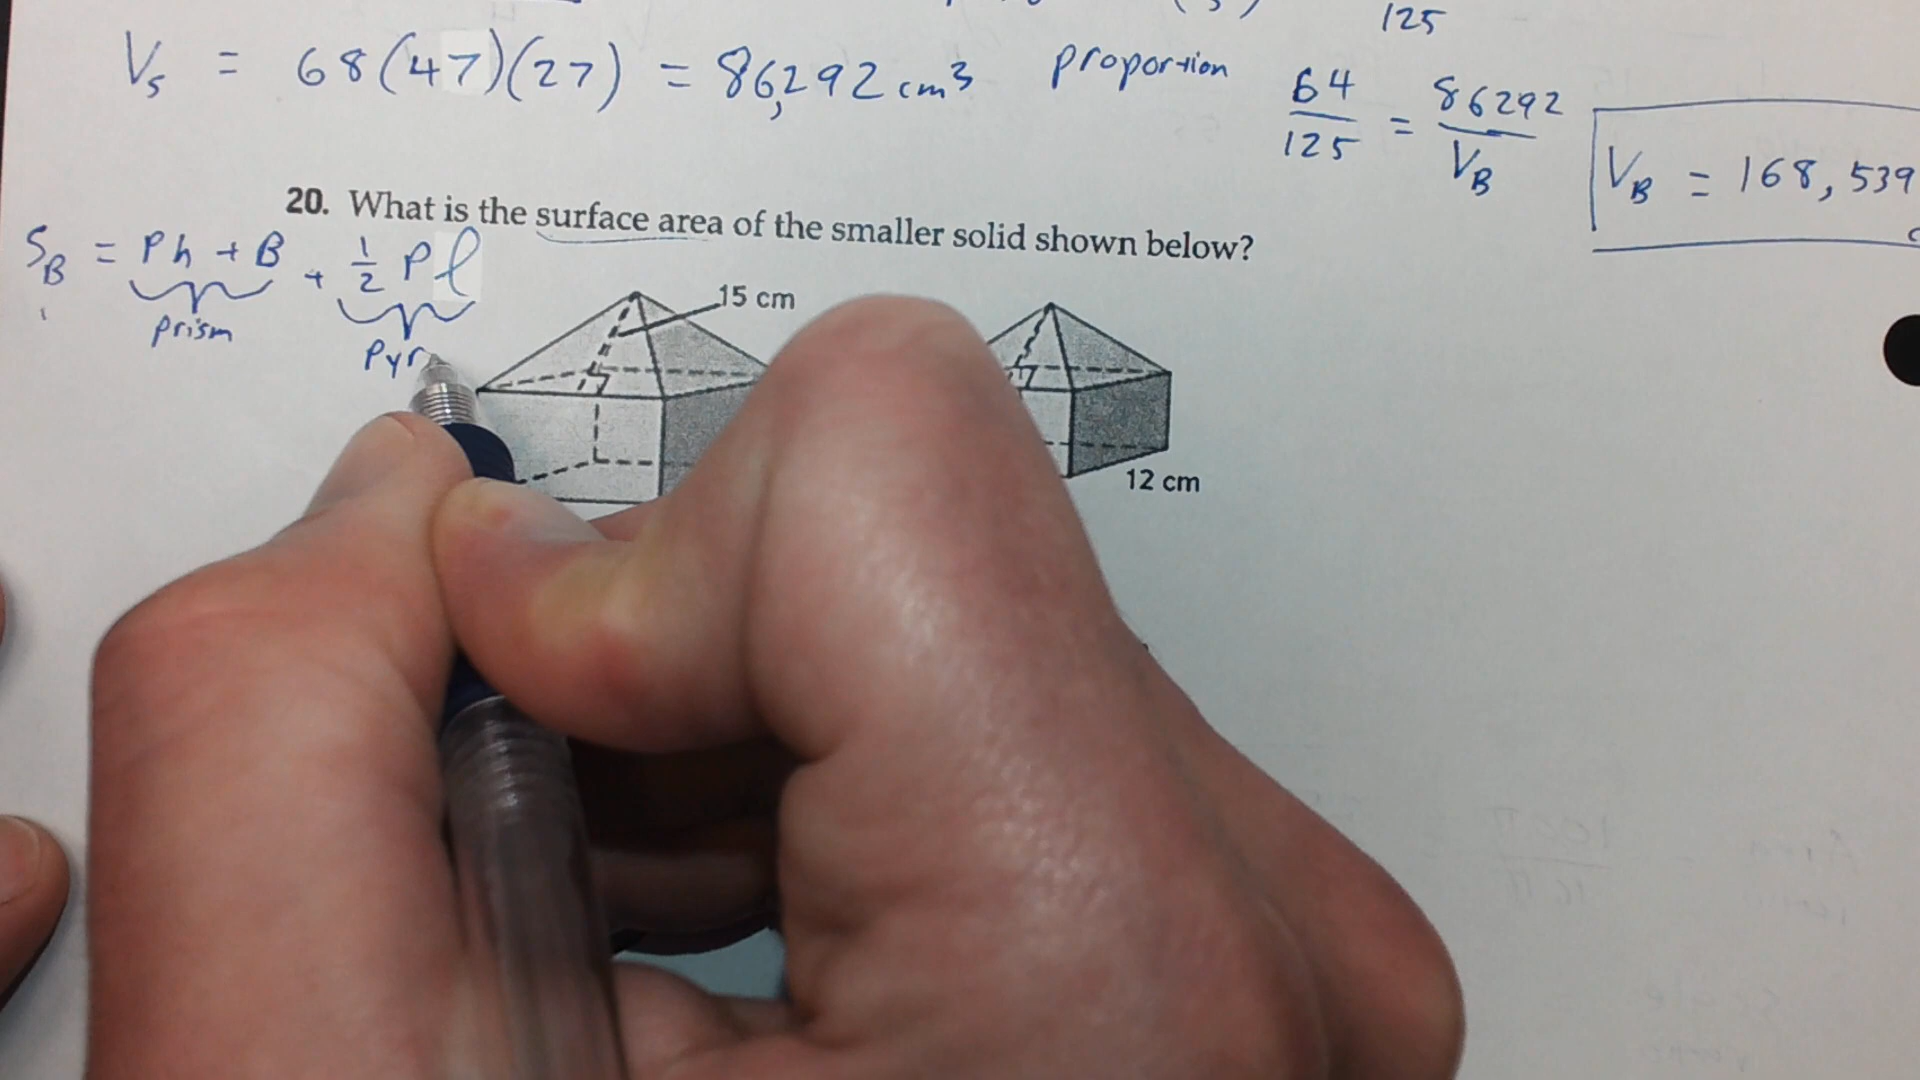 125
Vs = 68(47)(27) = 86,292 cm³ proportion 64/125 = 86292/VB
VB = 168,539
20. What is the surface area of the smaller solid shown below?
SB = Ph + B + 1/2 Pl
prism
pyr
15 cm
12 cm